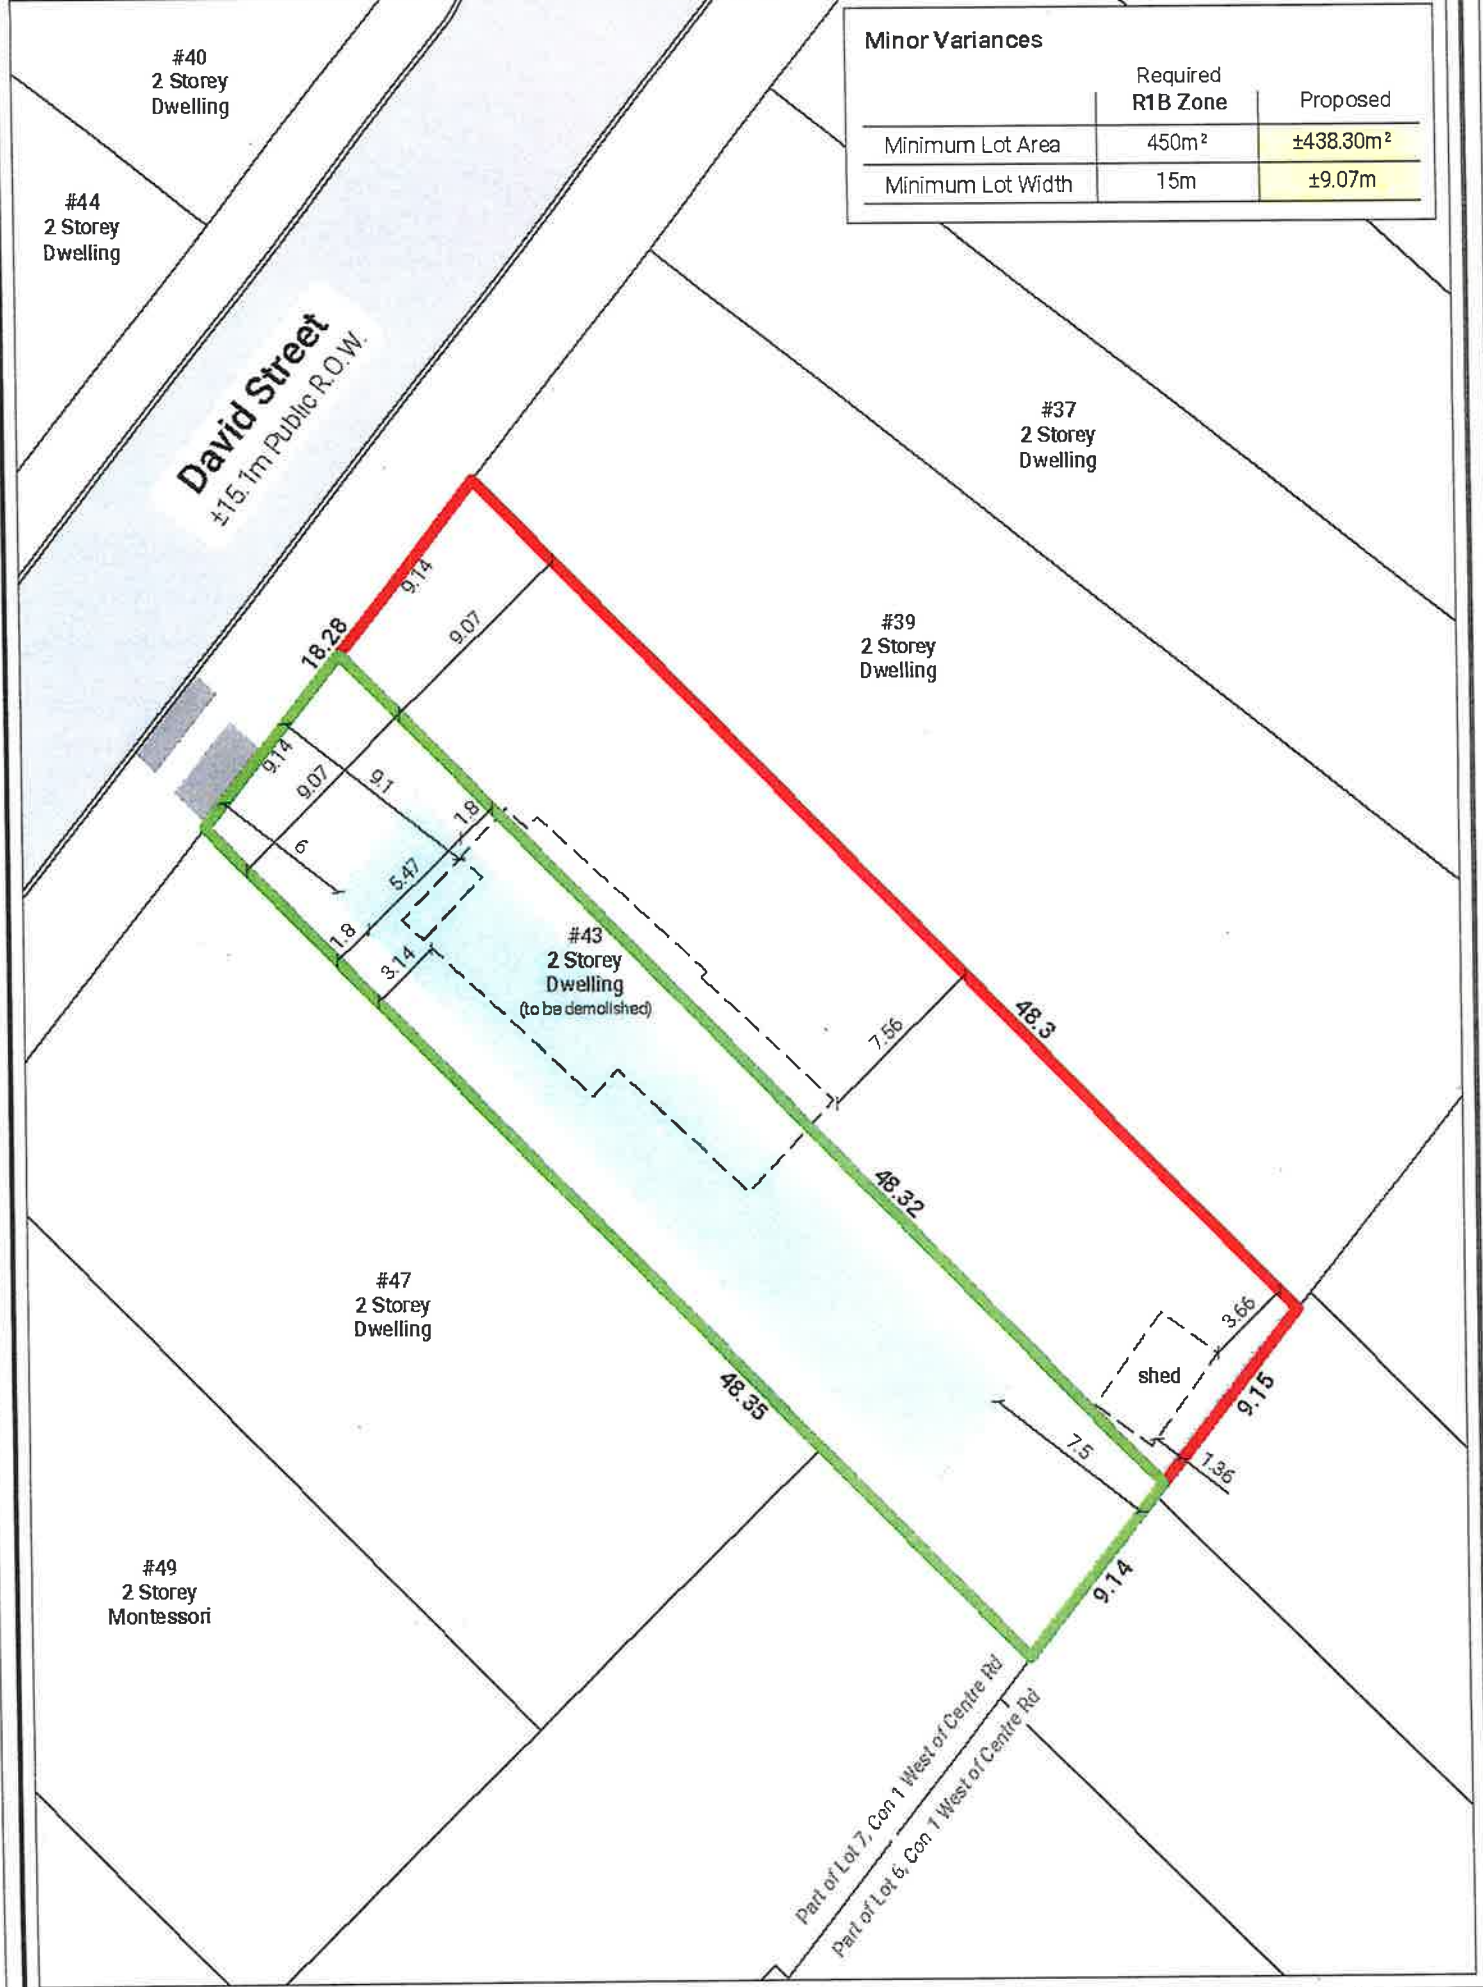 Minor Variances
Required
R1B Zone
Proposed
Minimum Lot Area 450m² ±438.30m²
Minimum Lot Width 15m ±9.07m
#40
2 Storey
Dwelling
#44
2 Storey
Dwelling
David Street
±15.1m Public R.O.W.
#37
2 Storey
Dwelling
#39
2 Storey
Dwelling
9.14
18.28
9.07
9.14
9.07
9.1
6
1.8
5.47
1.8
3.14
#43
2 Storey
Dwelling
(to be demolished)
7.56
48.3
48.32
#47
2 Storey
Dwelling
48.35
3.66
shed
9.15
7.5
1.36
9.14
#49
2 Storey
Montessori
Part of Lot 7, Con 1 West of Centre Rd
Part of Lot 6, Con 1 West of Centre Rd